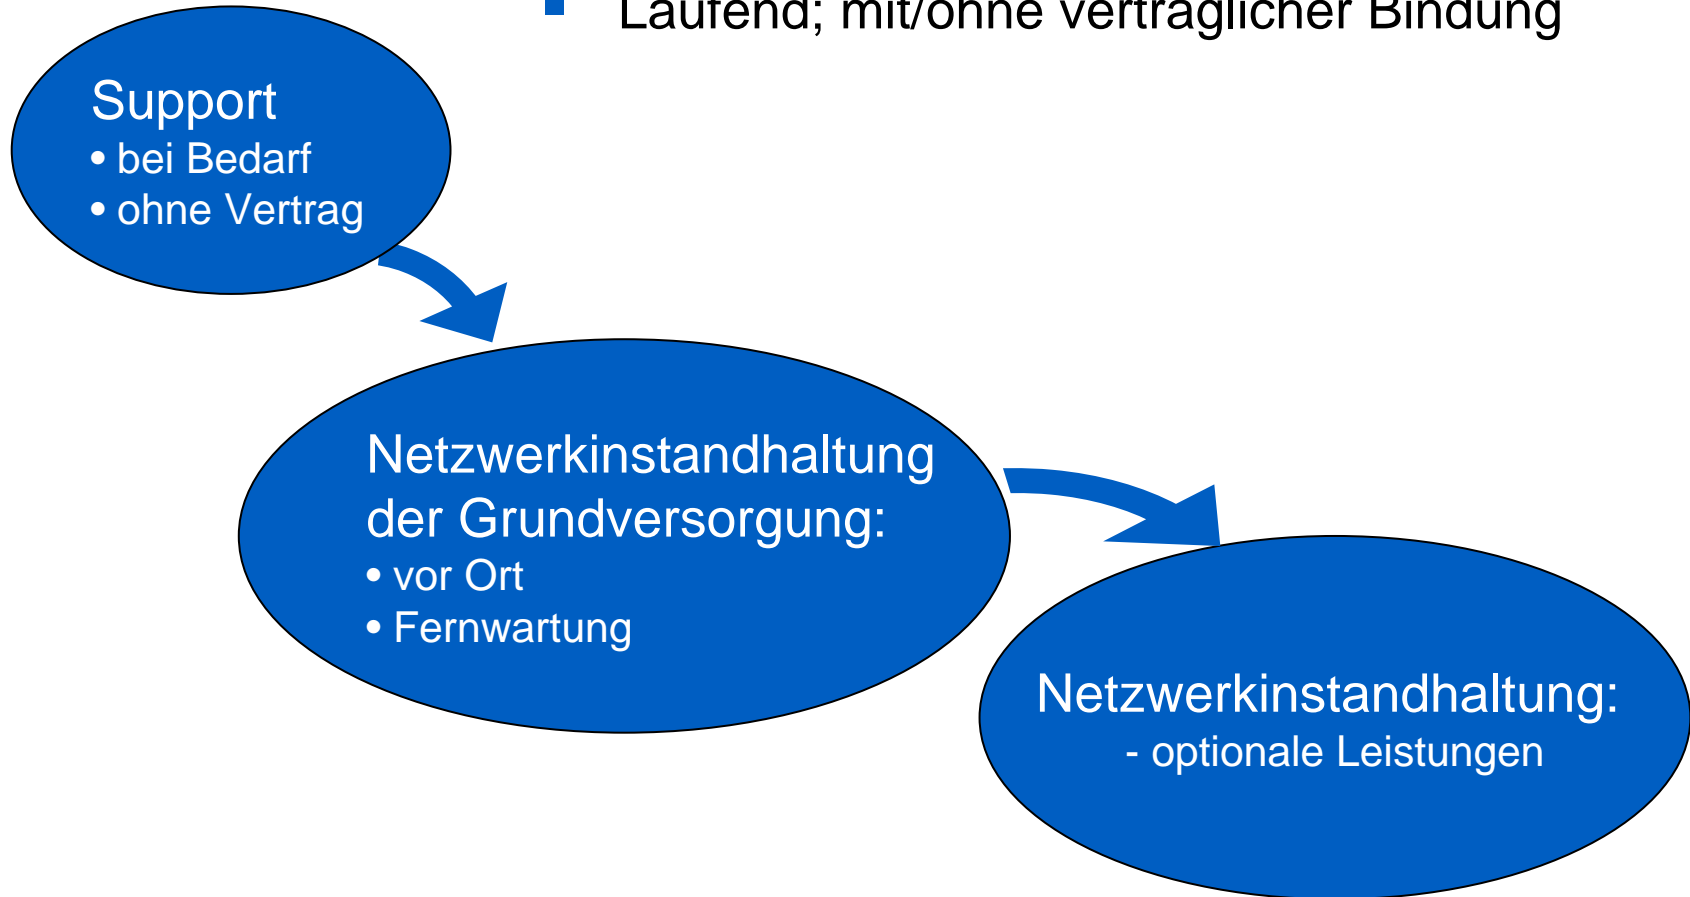 Laufend; mit/ohne vertraglicher Bindung
Support
• bei Bedarf
• ohne Vertrag
Netzwerkinstandhaltung
der Grundversorgung:
• vor Ort
• Fernwartung
Netzwerkinstandhaltung:
- optionale Leistungen